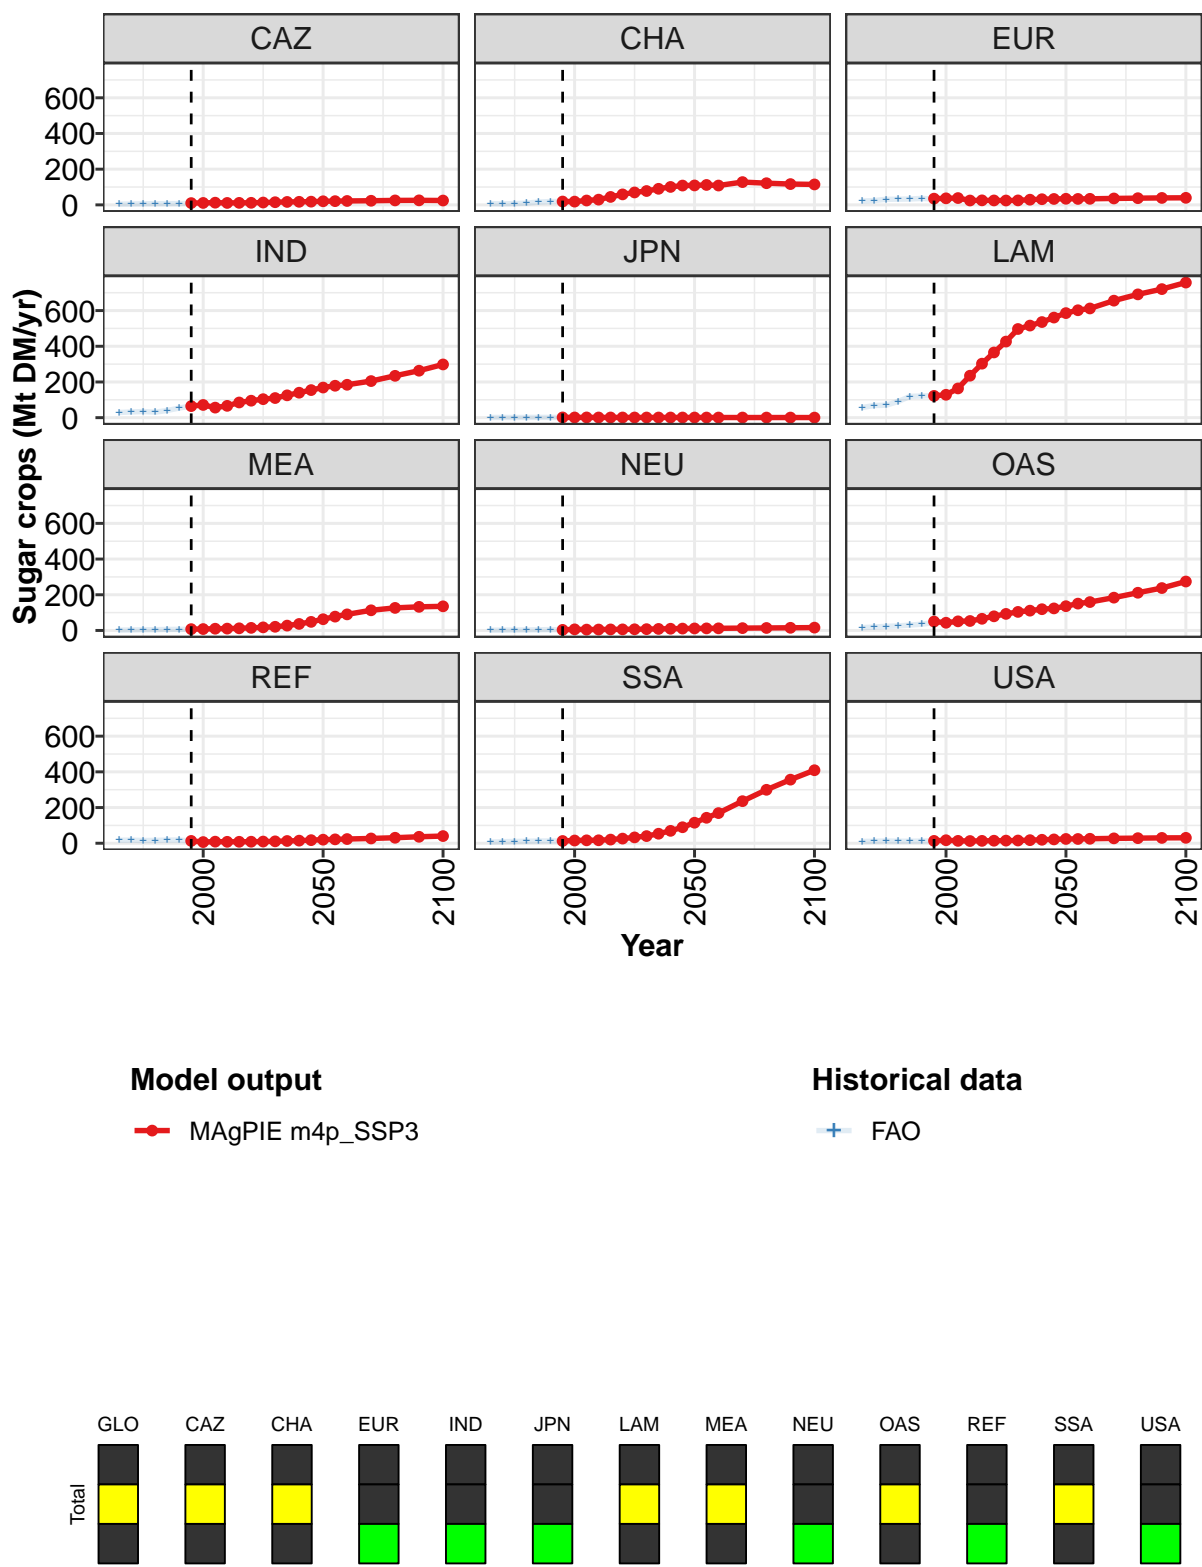 CAZ CHA EUR
600
400
200
0
IND JPN LAM
600
400
200
0
MEA NEU OAS
600
400
200
0
REF SSA USA
600
400
200
0
Sugar crops (Mt DM/yr)
2000 2050 2100 2000 2050 2100 2000 2050 2100
Year
Model output Historical data
MAgPIE m4p_SSP3 FAO
GLO CAZ CHA EUR IND JPN LAM MEA NEU OAS REF SSA USA
Total